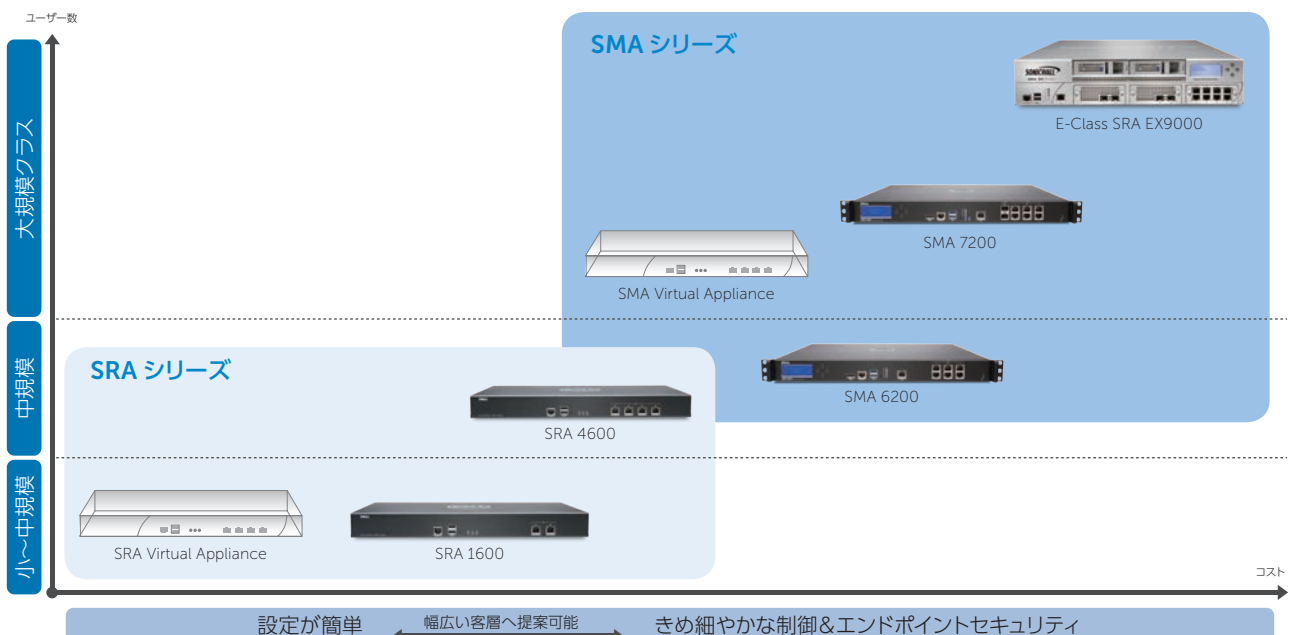 ユーザー数
SMA シリーズ
SONICWALL
E-Class SRA EX9000
大規模クラス
SMA 7200
SMA Virtual Appliance
中規模
SRA シリーズ
SMA 6200
SRA 4600
小〜中規模
SRA Virtual Appliance
SRA 1600
コスト
設定が簡単
幅広い客層へ提案可能
きめ細やかな制御&エンドポイントセキュリティ